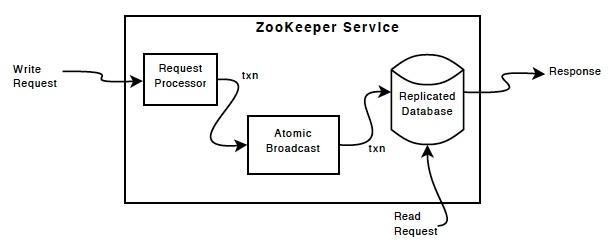 ZooKeeper Service
Write
Request
Request
Processor
txn
Atomic
Broadcast
txn
Replicated
Database
Response
Read
Request